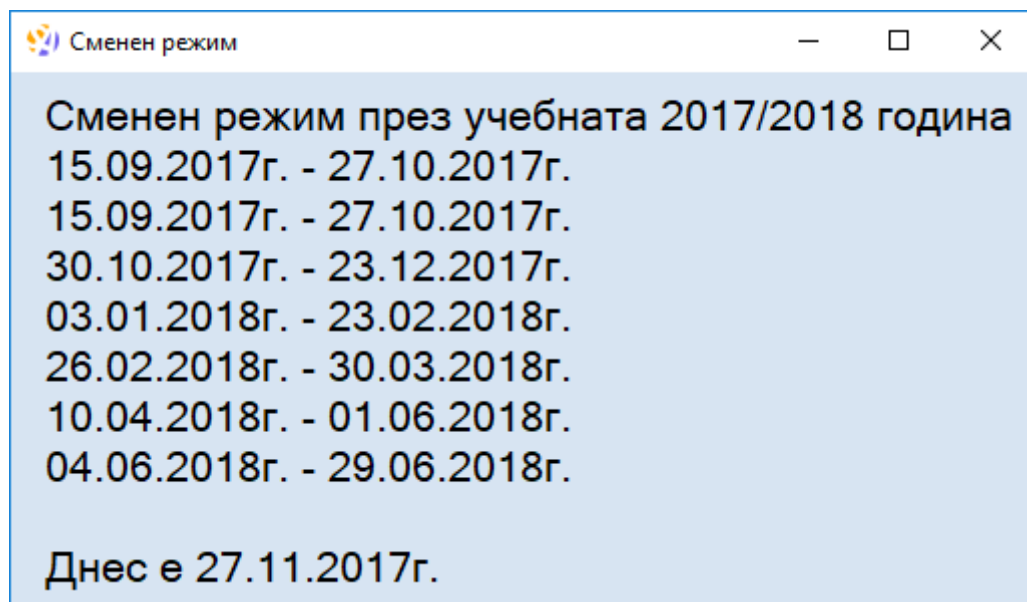 Сменен режим
Сменен режим през учебната 2017/2018 година
15.09.2017г. - 27.10.2017г.
15.09.2017г. - 27.10.2017г.
30.10.2017г. - 23.12.2017г.
03.01.2018г. - 23.02.2018г.
26.02.2018г. - 30.03.2018г.
10.04.2018г. - 01.06.2018г.
04.06.2018г. - 29.06.2018г.
Днес е 27.11.2017г.